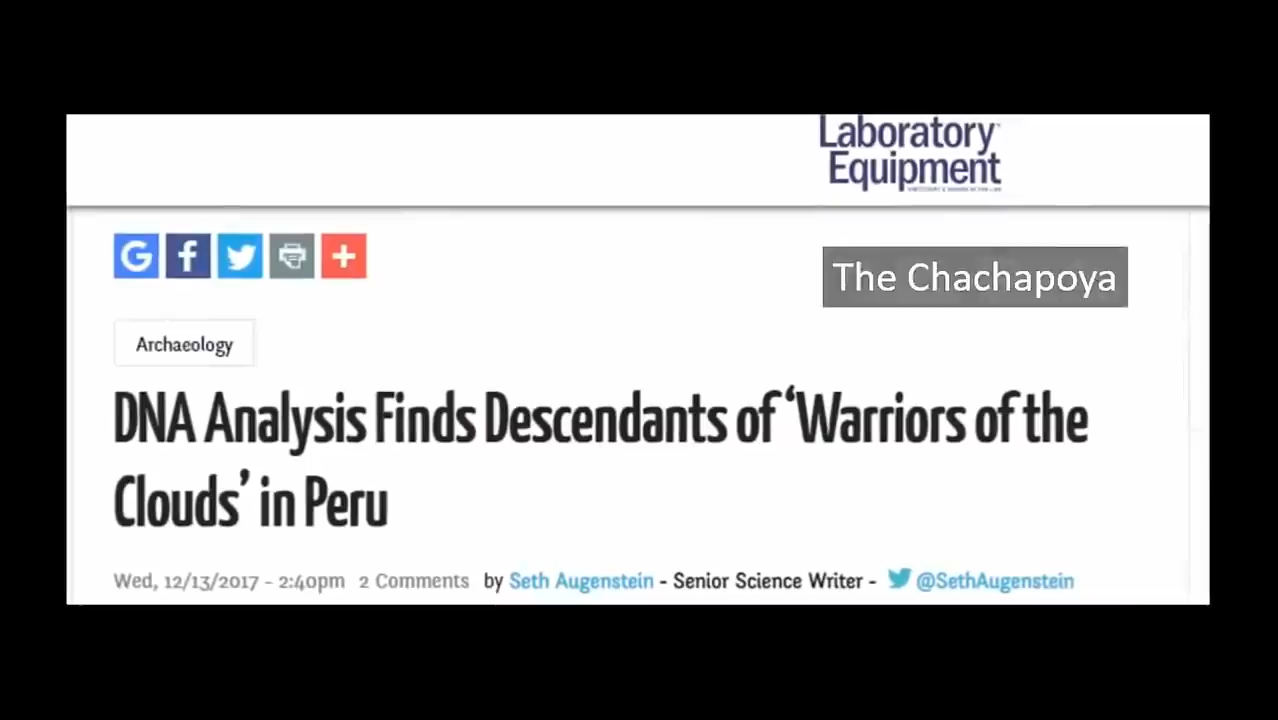 Laboratory
Equipment
The Chachapoya
Archaeology
DNA Analysis Finds Descendants of ‘Warriors of the
Clouds’ in Peru
Wed, 12/13/2017 - 2:40pm 2 Comments by Seth Augenstein - Senior Science Writer - @SethAugenstein